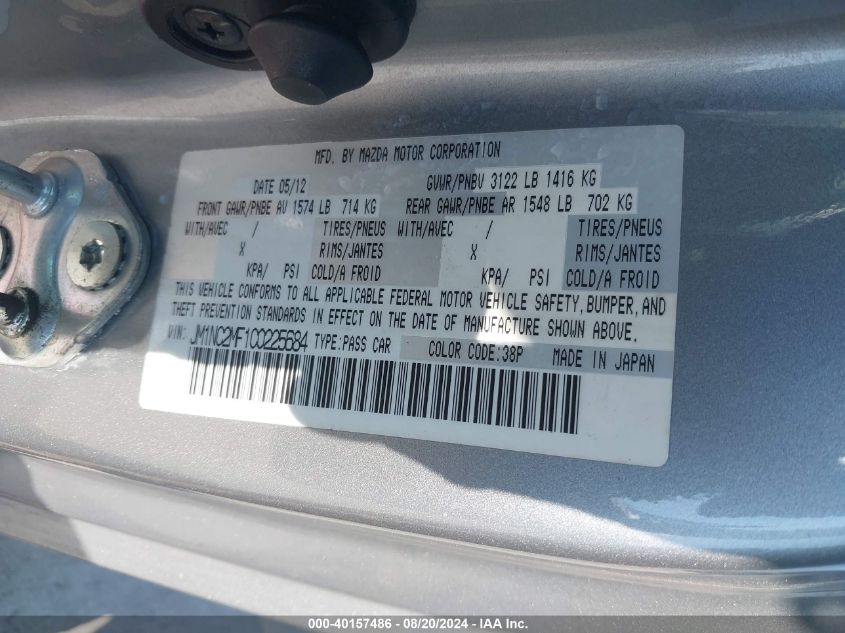 MFD. BY MAZDA MOTOR CORPORATION
DATE 05/12 GVWR/PNBV 3122 LB 1416 KG
FRONT GAWR/PNBE AV 1574 LB 714 KG REAR GAWR/PNBE AR 1548 LB 702 KG
WITH/AVEC / TIRES/PNEUS WITH/AVEC / TIRES/PNEUS
X RIMS/JANTES X RIMS/JANTES
KPA/ PSI COLD/A FROID KPA/ PSI COLD/A FROID
THIS VEHICLE CONFORMS TO ALL APPLICABLE FEDERAL MOTOR VEHICLE SAFETY, BUMPER, AND
THEFT PREVENTION STANDARDS IN EFFECT ON THE DATE OF MANUFACTURE SHOWN ABOVE.
VIN: JM1NC2MF1C0225584 TYPE: PASS CAR COLOR CODE: 38P MADE IN JAPAN
000-40157486 - 08/20/2024 - IAA Inc.